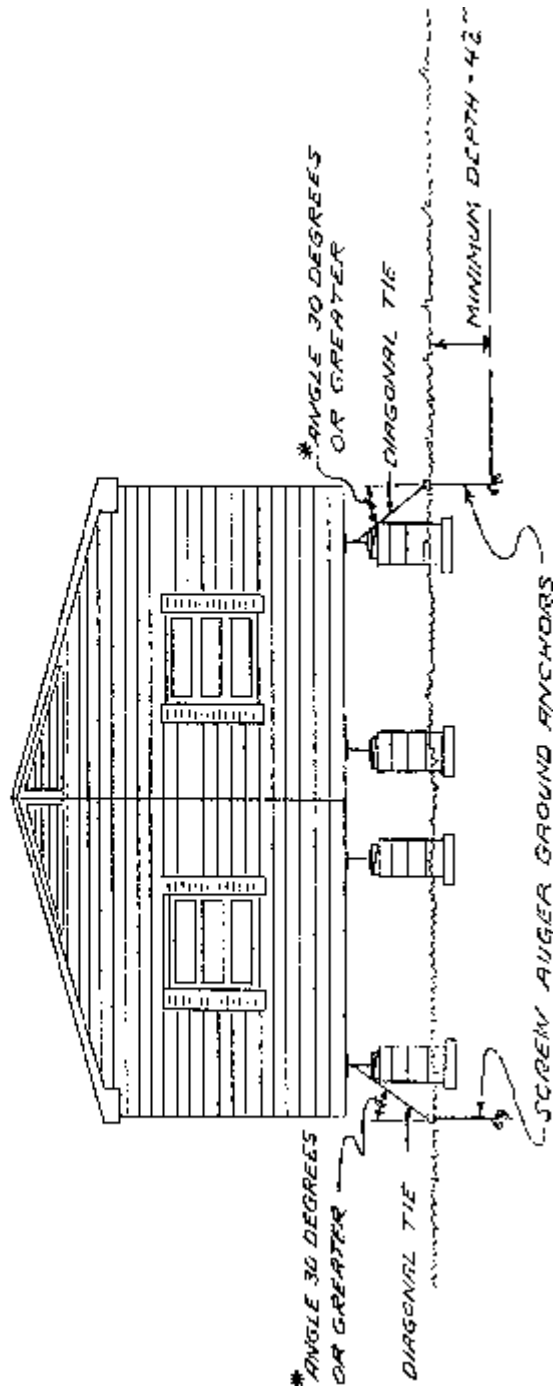 *ANGLE 30 DEGREES
OR GREATER
DIAGONAL TIE
*ANGLE 30 DEGREES
OR GREATER
DIAGONAL TIE
MINIMUM DEPTH - 42"
SCREW AUGER GROUND ANCHORS